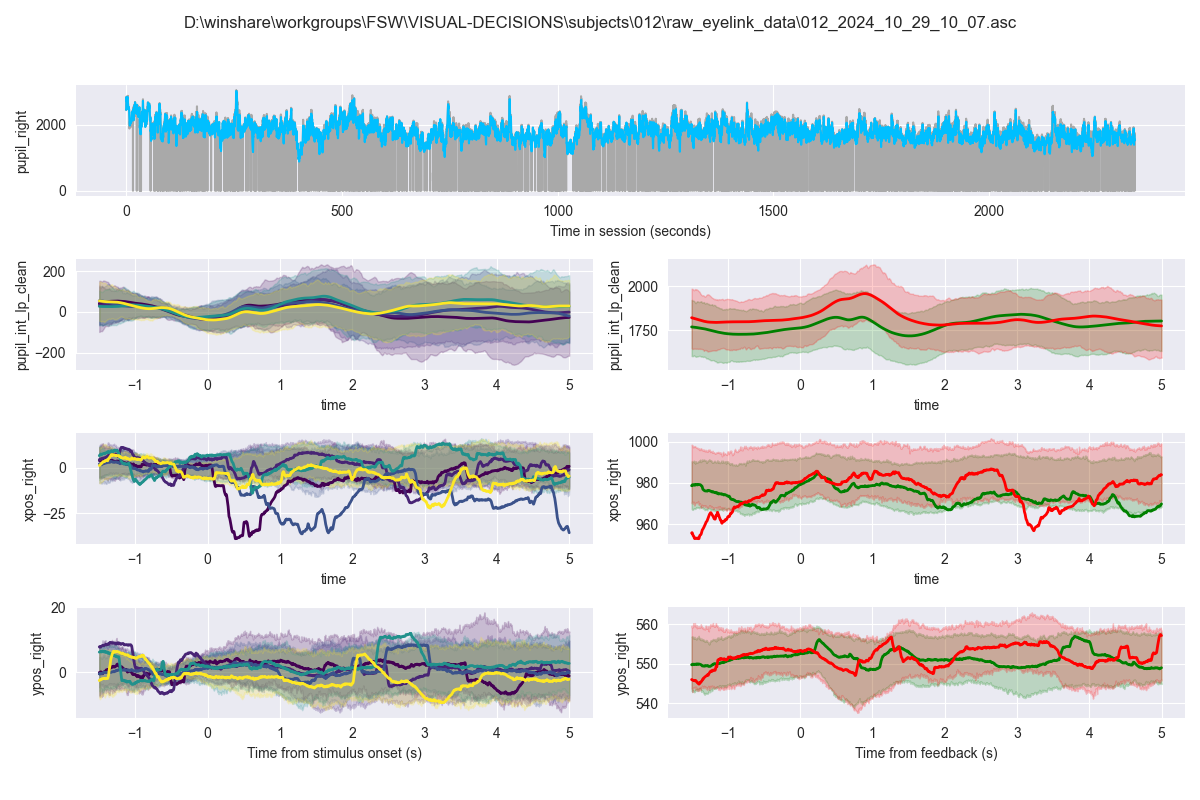 D:\winshare\workgroups\FSW\VISUAL-DECISIONS\subjects\012\raw_eyelink_data\012_2024_10_29_10_07.asc
pupil_right
2000
0
0 500 1000 1500 2000
Time in session (seconds)
pupil_int_lp_clean
200
0
−200
−1 0 1 2 3 4 5
time
pupil_int_lp_clean
2000
1750
−1 0 1 2 3 4 5
time
xpos_right
0
−25
−1 0 1 2 3 4 5
time
xpos_right
1000
980
960
−1 0 1 2 3 4 5
time
ypos_right
20
0
−1 0 1 2 3 4 5
Time from stimulus onset (s)
ypos_right
560
550
540
−1 0 1 2 3 4 5
Time from feedback (s)